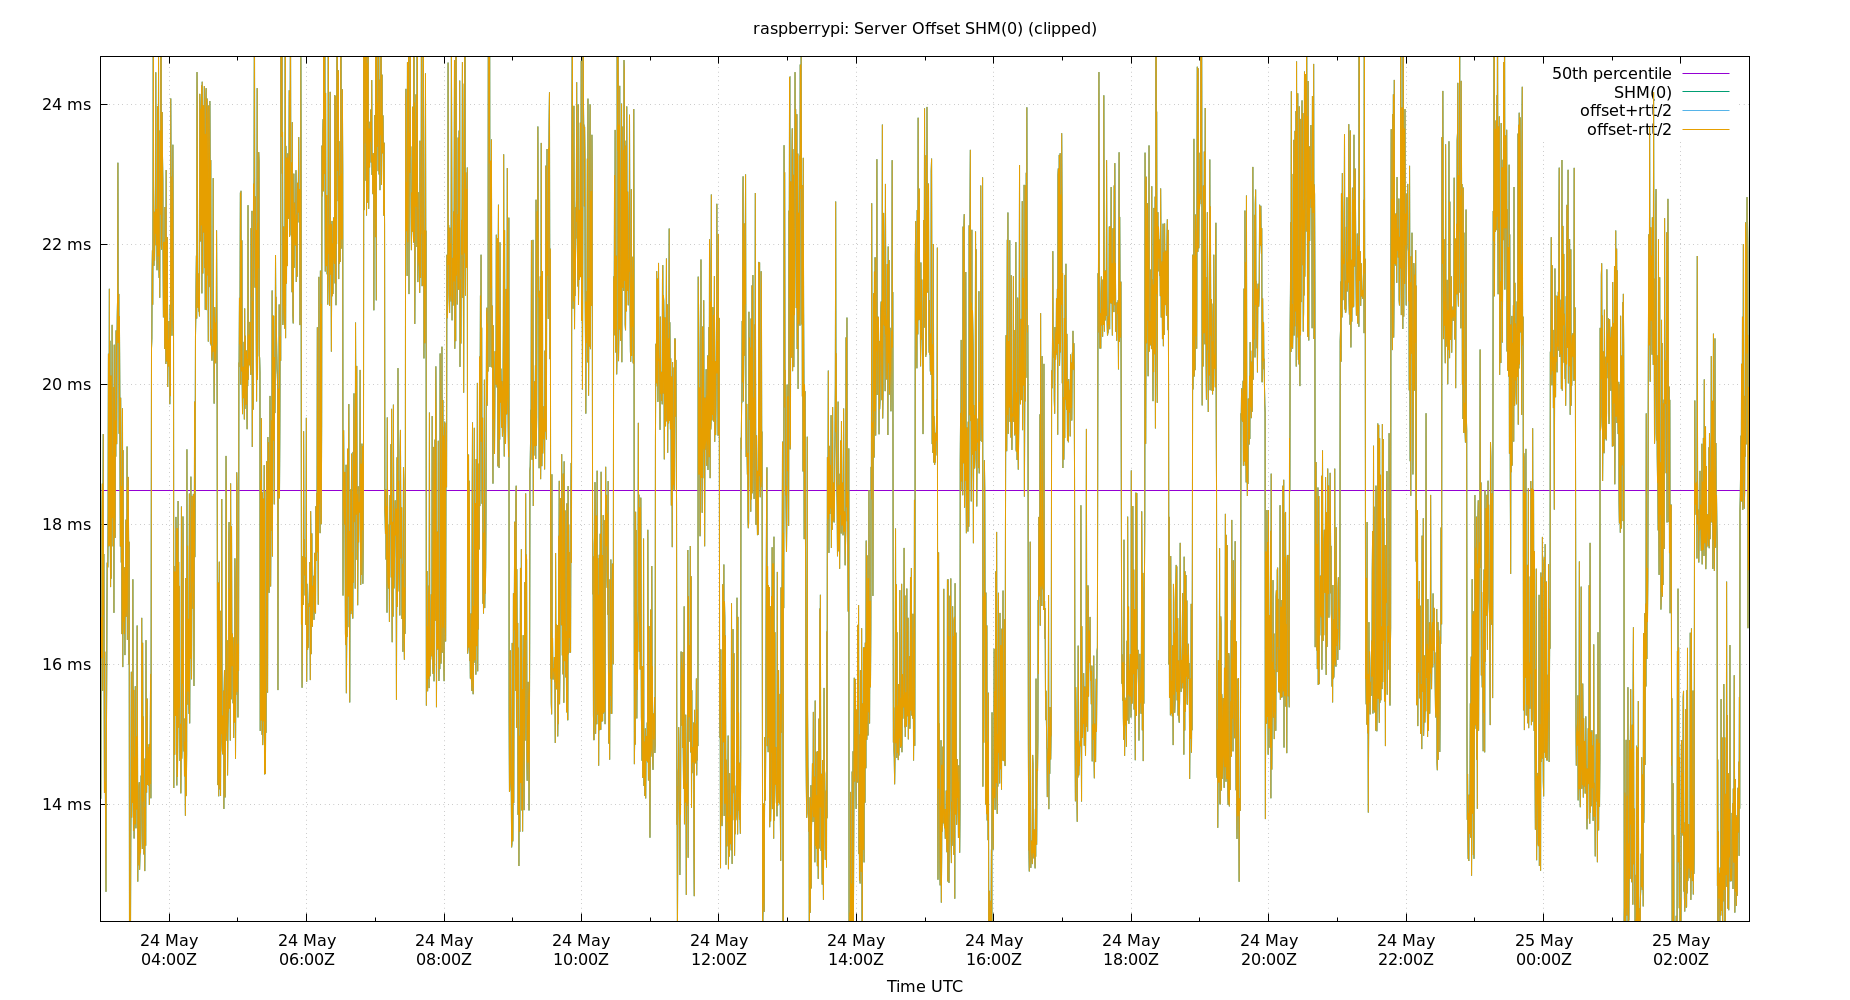 raspberrypi: Server Offset SHM(0) (clipped)
50th percentile
SHM(0)
offset+rtt/2
offset-rtt/2
24 ms
22 ms
20 ms
18 ms
16 ms
14 ms
24 May 24 May 24 May 24 May 24 May 24 May 24 May 24 May 24 May 24 May 25 May 25 May
04:00Z 06:00Z 08:00Z 10:00Z 12:00Z 14:00Z 16:00Z 18:00Z 20:00Z 22:00Z 00:00Z 02:00Z
Time UTC